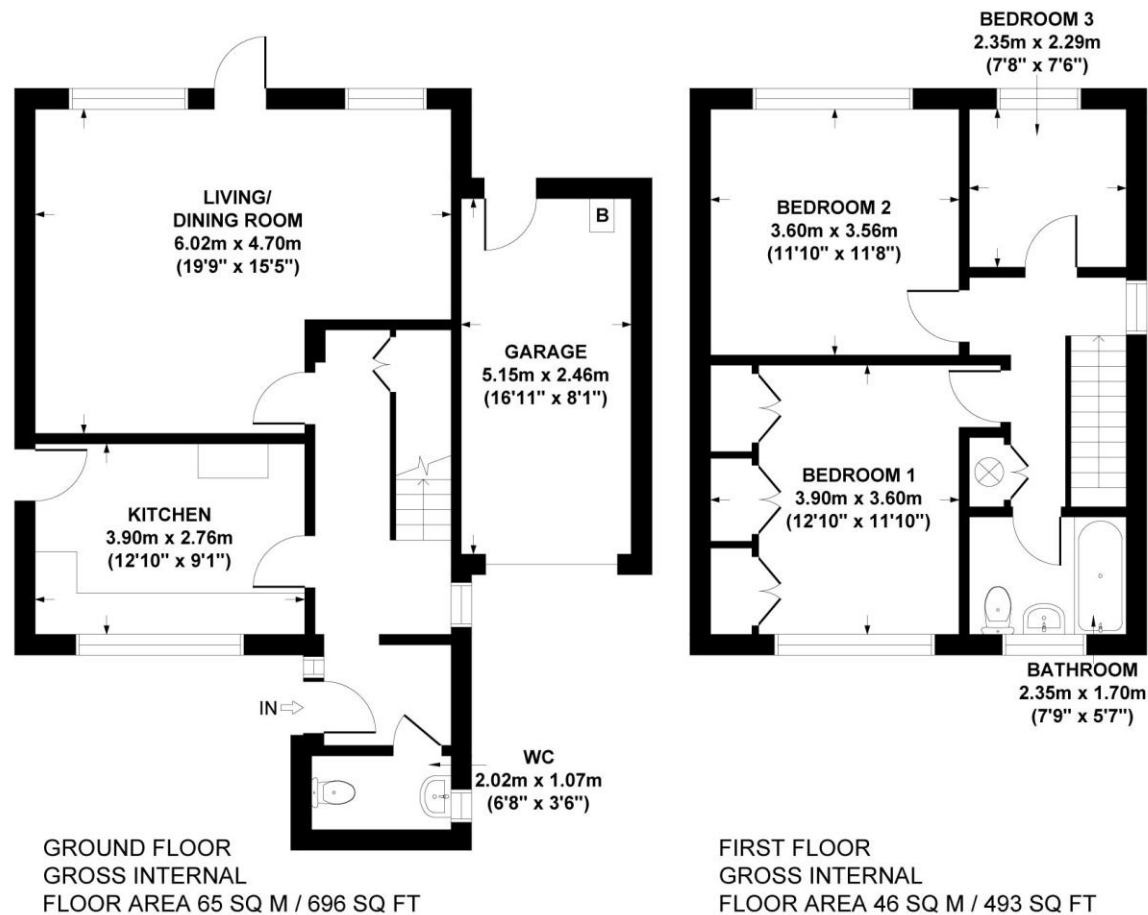 BEDROOM 3
2.35m x 2.29m
(7'8" x 7'6")
LIVING/
DINING ROOM
6.02m x 4.70m
(19'9" x 15'5")
B
BEDROOM 2
3.60m x 3.56m
(11'10" x 11'8")
GARAGE
5.15m x 2.46m
(16'11" x 8'1")
KITCHEN
3.90m x 2.76m
(12'10" x 9'1")
BEDROOM 1
3.90m x 3.60m
(12'10" x 11'10")
IN
WC
2.02m x 1.07m
(6'8" x 3'6")
BATHROOM
2.35m x 1.70m
(7'9" x 5'7")
GROUND FLOOR
GROSS INTERNAL
FLOOR AREA 65 SQ M / 696 SQ FT
FIRST FLOOR
GROSS INTERNAL
FLOOR AREA 46 SQ M / 493 SQ FT